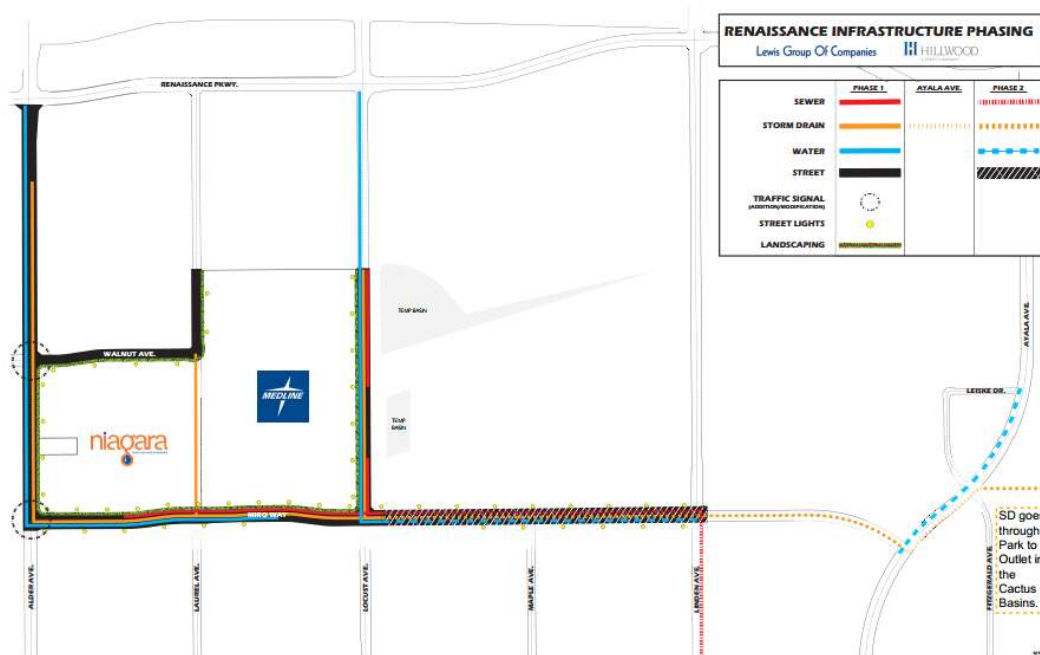 RENAISSANCE INFRASTRUCTURE PHASING
Lewis Group Of Companies
HILLWOOD
PHASE 1
AYALA AVE.
PHASE 2
SEWER
STORM DRAIN
WATER
STREET
TRAFFIC SIGNAL
(ADDITION/MODIFICATION)
STREET LIGHTS
LANDSCAPING
RENAISSANCE PKWY.
TEMP BASIN
AYALA AVE.
WALNUT AVE.
MEDLINE
LEISKE DR.
niagara
TEMP
BASIN
MIRO WAY
SD goes
through
Park to
Outlet in
the
Cactus
Basins.
ALDER AVE.
LAUREL AVE.
LOCUST AVE.
MAPLE AVE.
LINDEN AVE.
FITZGERALD AVE.